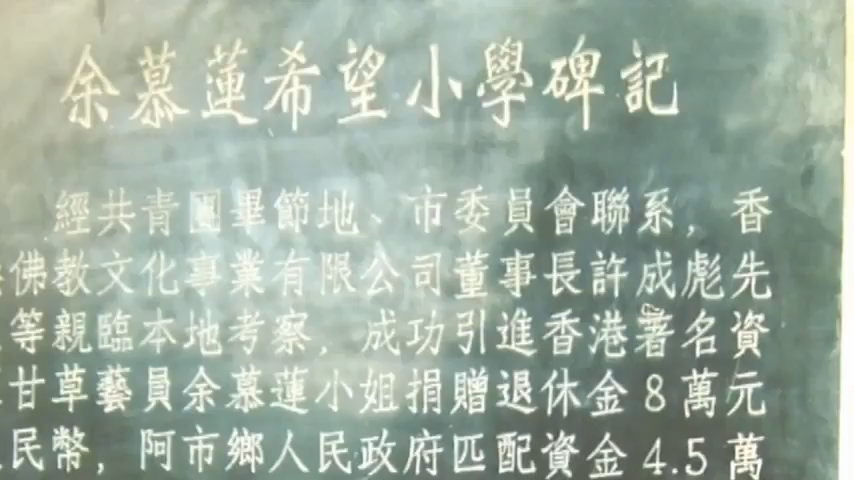 余慕蓮希望小學碑記
經共青團畢節地、市委員會聯系，香
佛教文化事業有限公司董事長許成彪先
等親臨本地考察，成功引進香港著名資
甘草藝員余慕蓮小姐捐贈退休金8萬元
民幣，阿市鄉人民政府匹配資金4.5萬